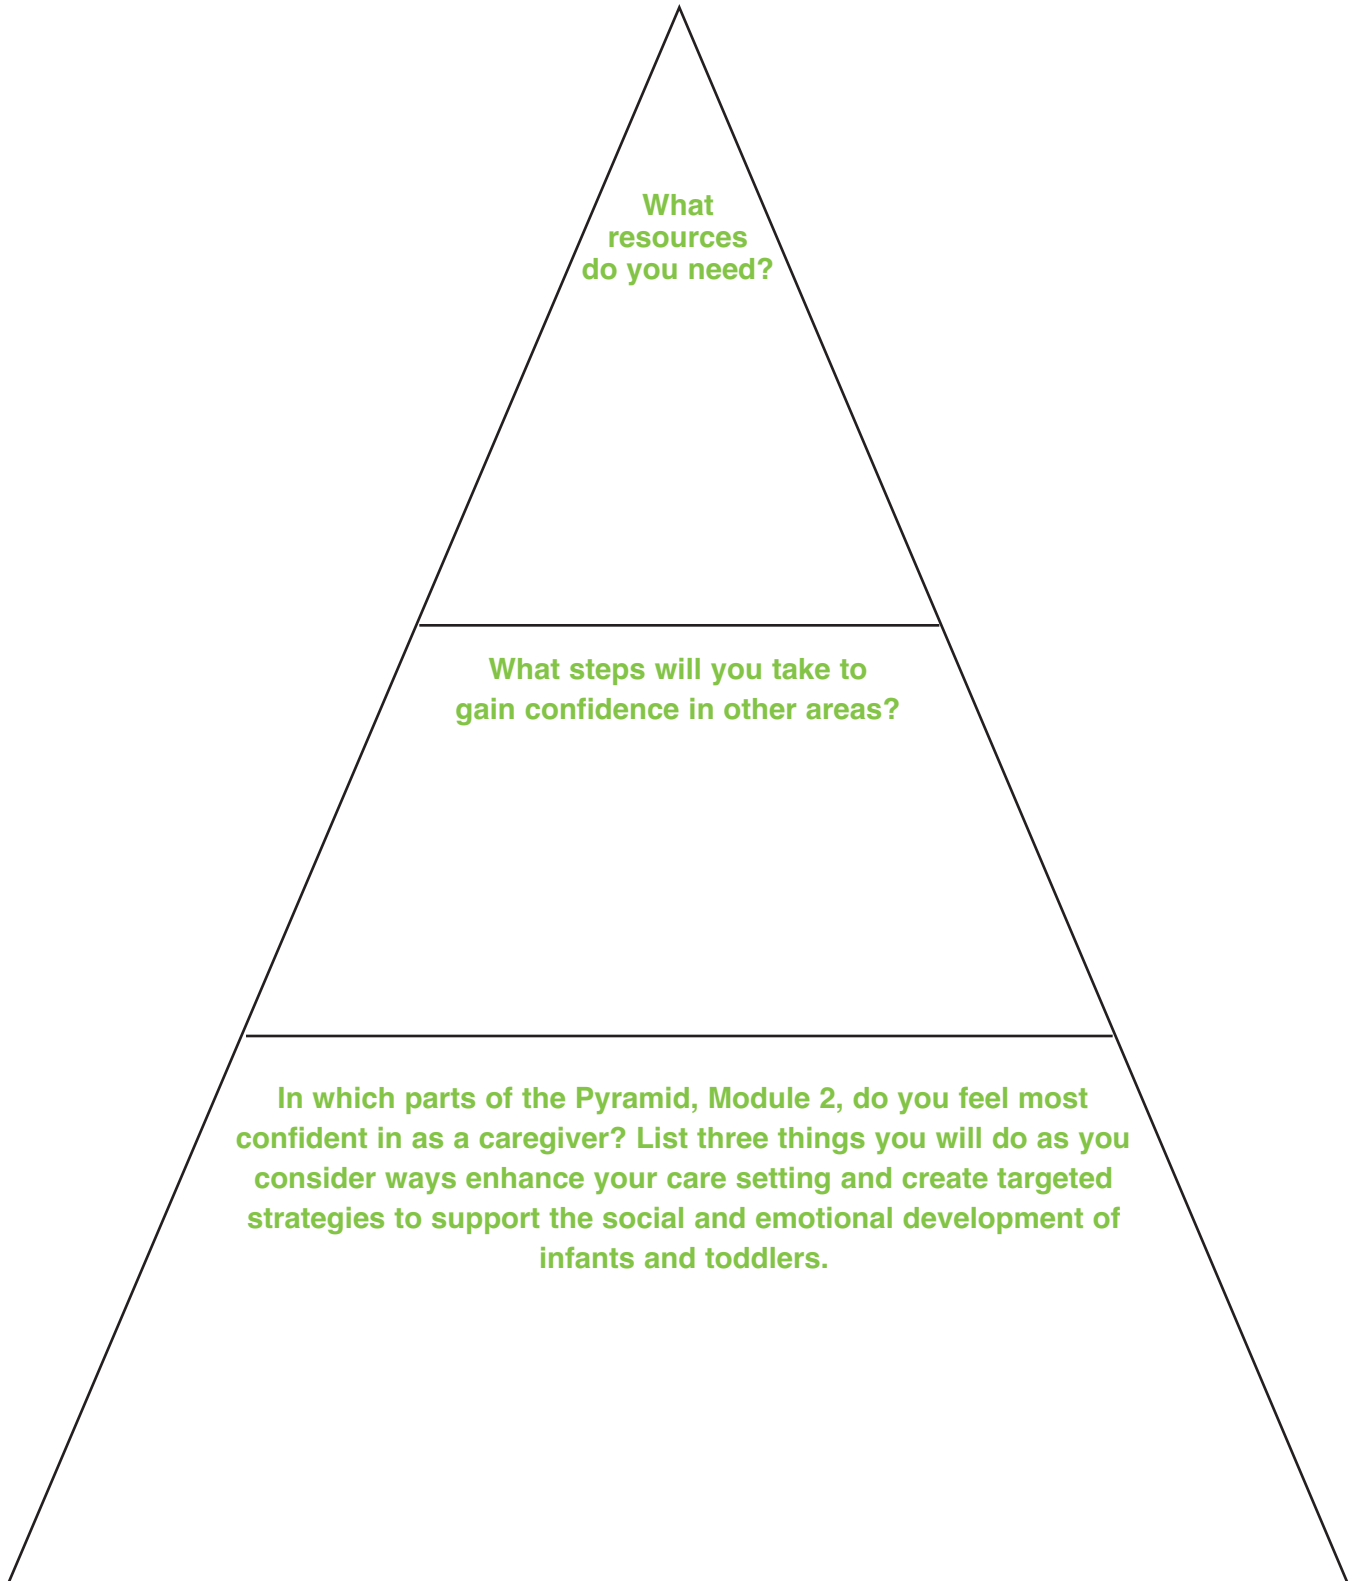 What
resources
do you need?
What steps will you take to
gain confidence in other areas?
In which parts of the Pyramid, Module 2, do you feel most
confident in as a caregiver? List three things you will do as you
consider ways enhance your care setting and create targeted
strategies to support the social and emotional development of
infants and toddlers.